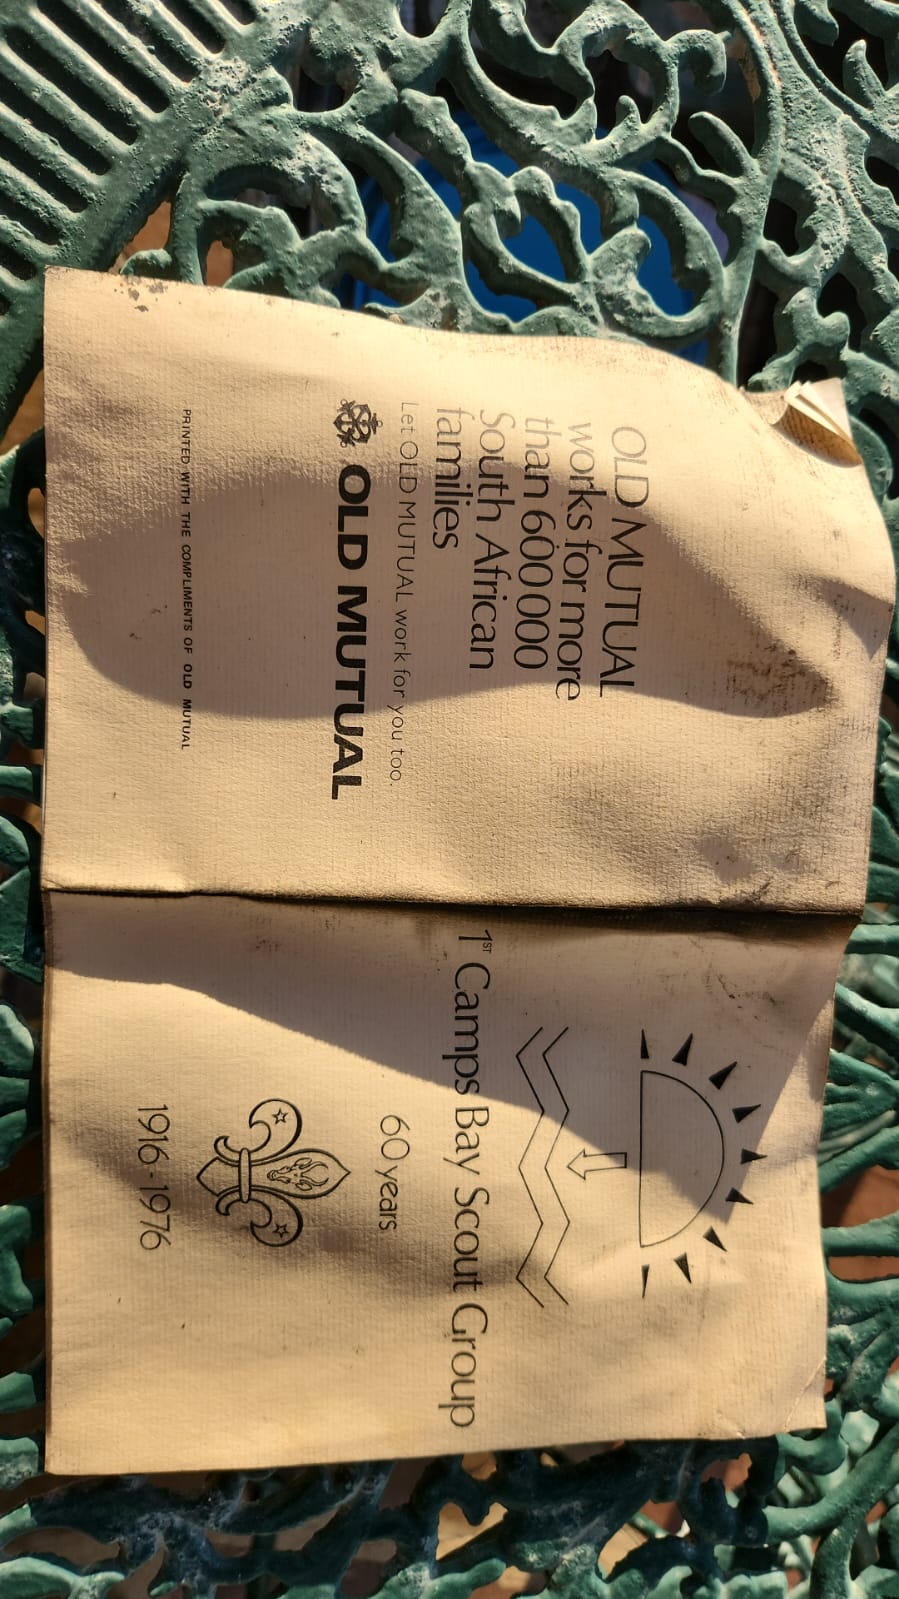 OLD MUTUAL
works for more
than 600 000
South African
families
Let OLD MUTUAL work for you too.
OLD MUTUAL
PRINTED WITH THE COMPLIMENTS OF OLD MUTUAL
1ST Camps Bay Scout Group
60 years
1916-1976